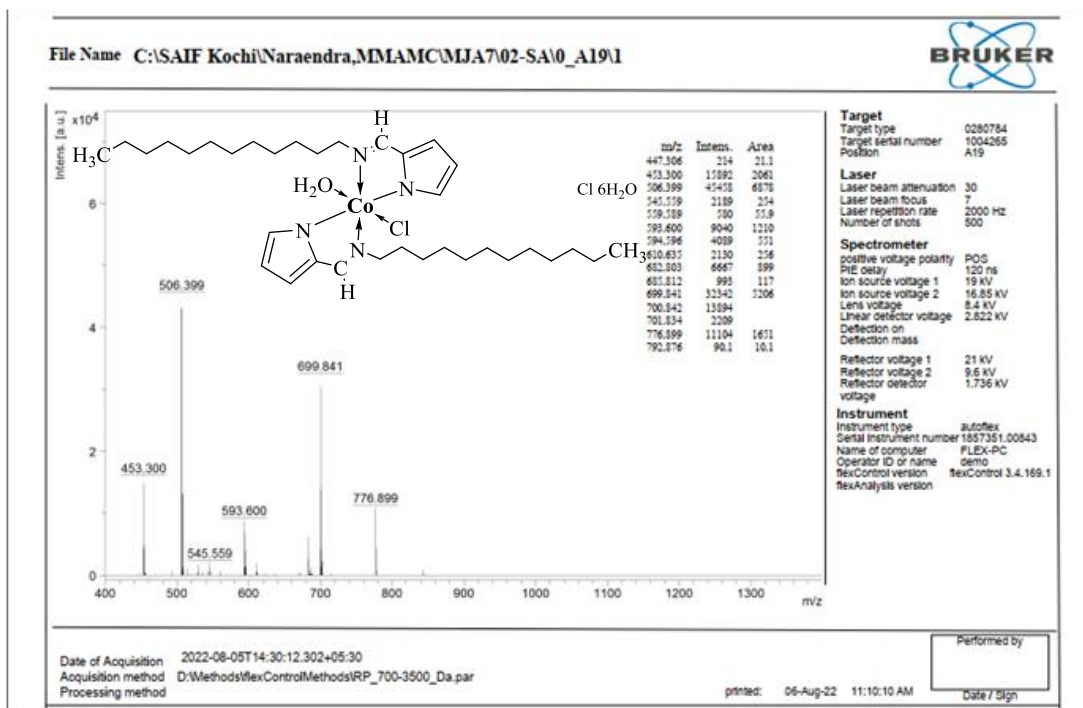 File Name C:\SAIF Kochi\Naraendra,MMAMC\MJA7\02-SA\0_A19\1
BRUKER
Intens. [a.u.]
x10⁴
6
4
2
0
400 500 600 700 800 900 1000 1100 1200 1300
m/z
453.300
506.399
545.559
593.600
699.841
776.899
H
H3C
N
C
N
H2O
Co
Cl
N
N
C
H
CH3
Cl 6H2O
m/z Intens. Area
447.306 214 21.1
453.300 15892 2061
506.399 45458 6878
545.559 2189 254
559.589 580 55.9
593.600 9040 1210
594.596 4089 551
610.635 2130 256
682.803 6667 899
685.812 993 117
699.841 32342 5206
700.842 13894
701.834 2209
776.899 11104 1651
792.876 90.1 10.1
Target
Target type 0280784
Target serial number 1004265
Position A19
Laser
Laser beam attenuation 30
Laser beam focus 7
Laser repetition rate 2000 Hz
Number of shots 500
Spectrometer
positive voltage polarity POS
PIE delay 120 ns
Ion source voltage 1 19 kV
Ion source voltage 2 16.85 kV
Lens voltage 8.4 kV
Linear detector voltage 2.822 kV
Deflection on
Deflection mass
Reflector voltage 1 21 kV
Reflector voltage 2 9.6 kV
Reflector detector 1.736 kV
voltage
Instrument
Instrument type autoflex
Serial instrument number 1857351.00843
Name of computer FLEX-PC
Operator ID or name demo
flexControl version flexControl 3.4.169.1
flexAnalysis version
Date of Acquisition 2022-08-05T14:30:12.302+05:30
Acquisition method D:\Methods\flexControlMethods\RP_700-3500_Da.par
Processing method
printed: 06-Aug-22 11:10:10 AM
Performed by
Date / Sign